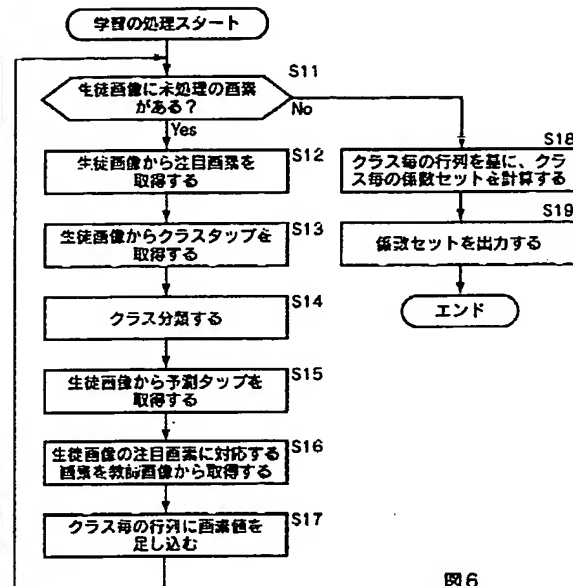 学習の処理スタート
S11
生徒画像に未処理の画素
がある？
No
Yes
S12
生徒画像から注目画素を
取得する
S13
生徒画像からクラスタップを
取得する
S14
クラス分類する
S15
生徒画像から予測タップを
取得する
S16
生徒画像の注目画素に対応する
画素を教師画像から取得する
S17
クラス毎の行列に画素値を
足し込む
S18
クラス毎の行列を基に、クラ
ス毎の係数セットを計算する
S19
係数セットを出力する
エンド
図6